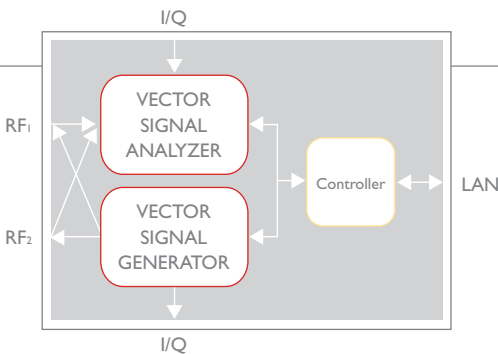 I/Q
RF1
VECTOR
SIGNAL
ANALYZER
Controller
LAN
RF2
VECTOR
SIGNAL
GENERATOR
I/Q